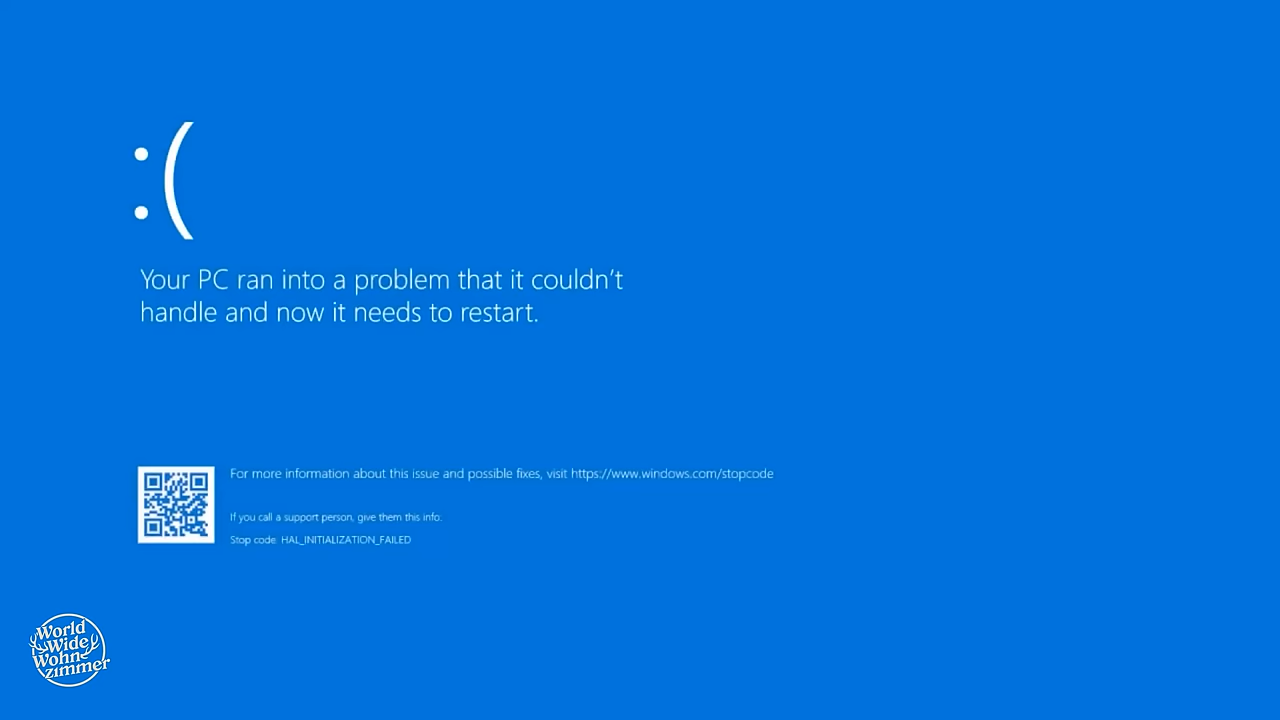 :(
Your PC ran into a problem that it couldn't
handle and now it needs to restart.
For more information about this issue and possible fixes, visit https://www.windows.com/stopcode
If you call a support person, give them this info:
Stop code: HAL_INITIALIZATION_FAILED
World
Wide
Wohn
zimmer